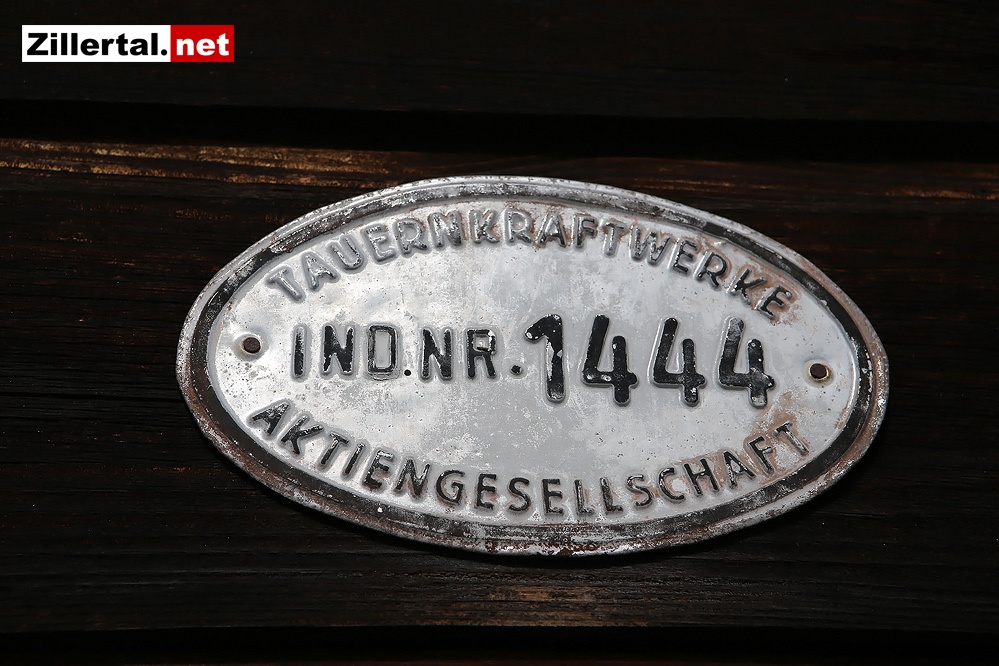 Zillertal.net
TAUERNKRAFTWERKE
IND.NR.1444
AKTIENGESELLSCHAFT